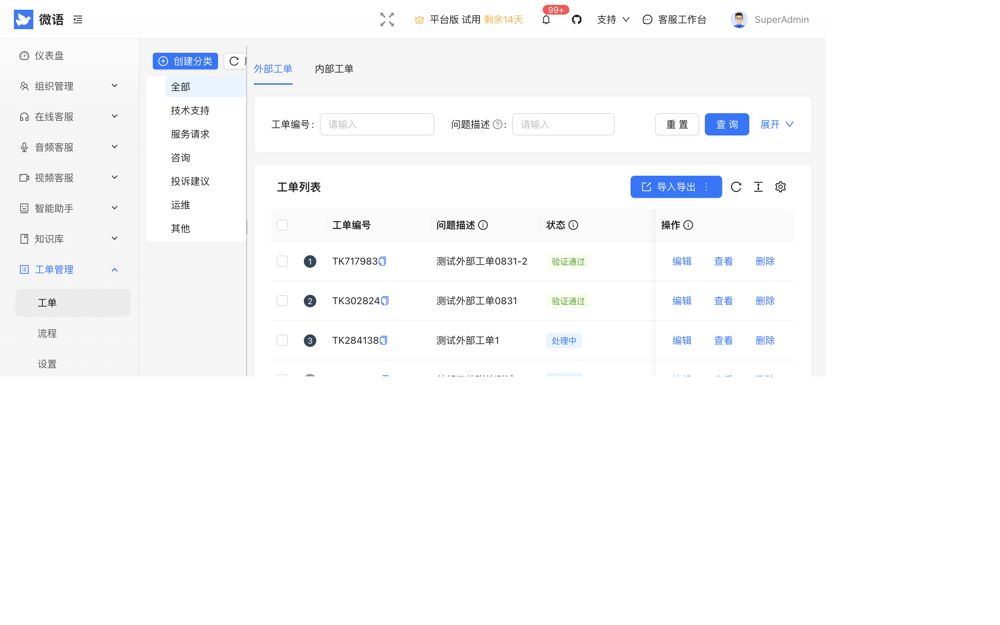 微语
平台版 试用 剩余14天
99+
支持
客服工作台
SuperAdmin
仪表盘
组织管理
在线客服
音频客服
视频客服
智能助手
知识库
工单管理
工单
流程
设置
创建分类
全部
技术支持
服务请求
咨询
投诉建议
运维
其他
外部工单 内部工单
工单编号: 请输入 问题描述 ? : 请输入 重置 查询 展开
工单列表 导入导出
工单编号 问题描述 状态 操作
1 TK717983 测试外部工单0831-2 验证通过 编辑 查看 删除
2 TK302824 测试外部工单0831 验证通过 编辑 查看 删除
3 TK284138 测试外部工单1 处理中 编辑 查看 删除